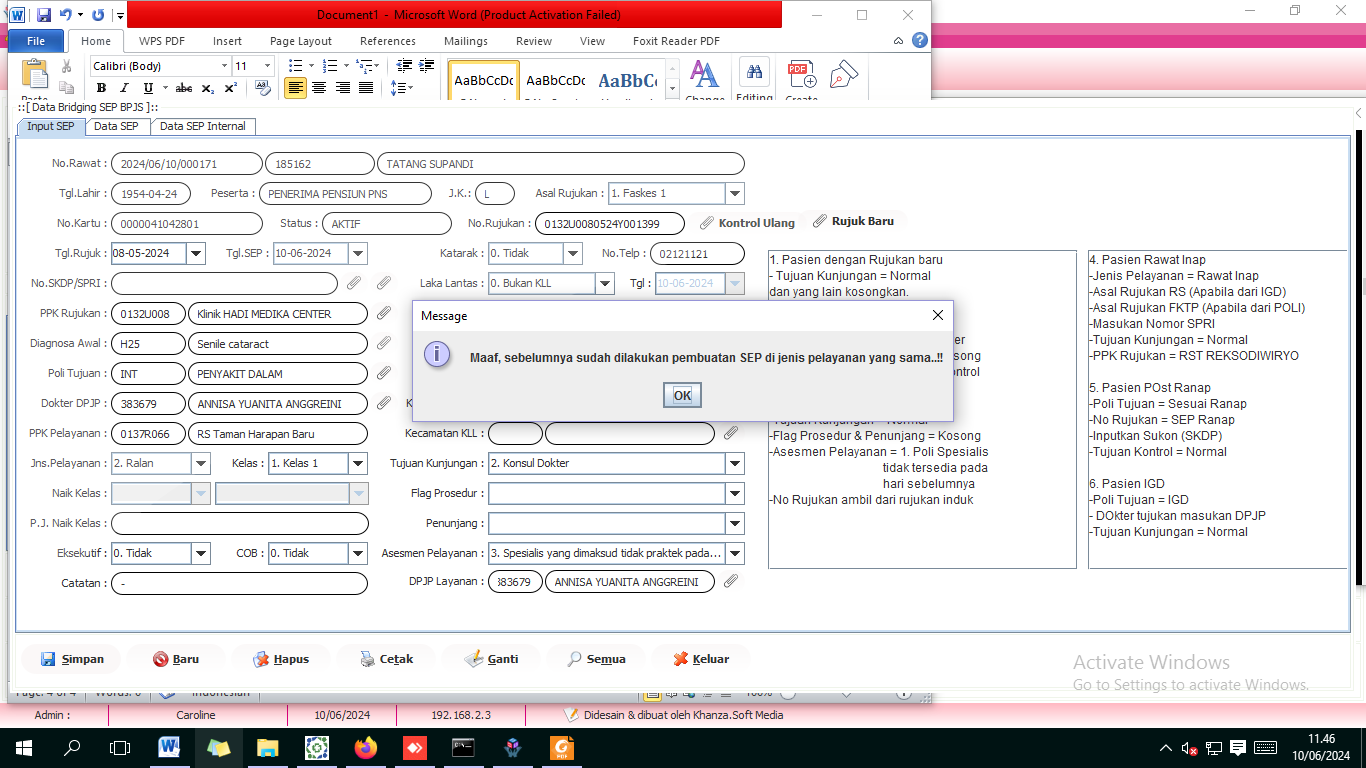 Document1 - Microsoft Word (Product Activation Failed)
File Home WPS PDF Insert Page Layout References Mailings Review View Foxit Reader PDF
Calibri (Body) 11
AaBbCcDc AaBbCcDc AaBbCc
B I U abc X₂ X² Aa
Paste Change Editing Create
::[ Data Bridging SEP BPJS ]::
Input SEP Data SEP Data SEP Internal
No.Rawat : 2024/06/10/000171 185162 TATANG SUPANDI
Tgl.Lahir : 1954-04-24 Peserta : PENERIMA PENSIUN PNS J.K.: L Asal Rujukan : 1. Faskes 1
No.Kartu : 0000041042801 Status : AKTIF No.Rujukan : 0132U0080524Y001399 Kontrol Ulang Rujuk Baru
Tgl.Rujuk : 08-05-2024 Tgl.SEP : 10-06-2024 Katarak : 0. Tidak No.Telp : 02121121
No.SKDP/SPRI : Laka Lantas : 0. Bukan KLL Tgl : 10-06-2024
PPK Rujukan : 0132U008 Klinik HADI MEDIKA CENTER
Diagnosa Awal : H25 Senile cataract
Poli Tujuan : INT PENYAKIT DALAM
Dokter DPJP : 383679 ANNISA YUANITA ANGGREINI
PPK Pelayanan : 0137R066 RS Taman Harapan Baru Kecamatan KLL :
Jns.Pelayanan : 2. Ralan Kelas : 1. Kelas 1 Tujuan Kunjungan : 2. Konsul Dokter
Naik Kelas : Flag Prosedur :
P.J. Naik Kelas : Penunjang :
Eksekutif : 0. Tidak COB : 0. Tidak Asesmen Pelayanan : 3. Spesialis yang dimaksud tidak praktek pada...
Catatan : - DPJP Layanan : 383679 ANNISA YUANITA ANGGREINI
1. Pasien dengan Rujukan baru
- Tujuan Kunjungan = Normal
dan yang lain kosongkan.
-Flag Prosedur & Penunjang = Kosong
-Asesmen Pelayanan = 1. Poli Spesialis
tidak tersedia pada
hari sebelumnya
-No Rujukan ambil dari rujukan induk
4. Pasien Rawat Inap
-Jenis Pelayanan = Rawat Inap
-Asal Rujukan RS (Apabila dari IGD)
-Asal Rujukan FKTP (Apabila dari POLI)
-Masukan Nomor SPRI
-Tujuan Kunjungan = Normal
-PPK Rujukan = RST REKSODIWIRYO
5. Pasien POst Ranap
-Poli Tujuan = Sesuai Ranap
-No Rujukan = SEP Ranap
-Inputkan Sukon (SKDP)
-Tujuan Kontrol = Normal
6. Pasien IGD
-Poli Tujuan = IGD
- DOkter tujukan masukan DPJP
-Tujuan Kunjungan = Normal
Message
Maaf, sebelumnya sudah dilakukan pembuatan SEP di jenis pelayanan yang sama..!!
OK
Simpan Baru Hapus Cetak Ganti Semua Keluar
Activate Windows
Go to Settings to activate Windows.
Page: 4 of 4 Words: 0 Indonesian 100%
Admin : Caroline 10/06/2024 192.168.2.3 Didesain & dibuat oleh Khanza.Soft Media
11.46
10/06/2024